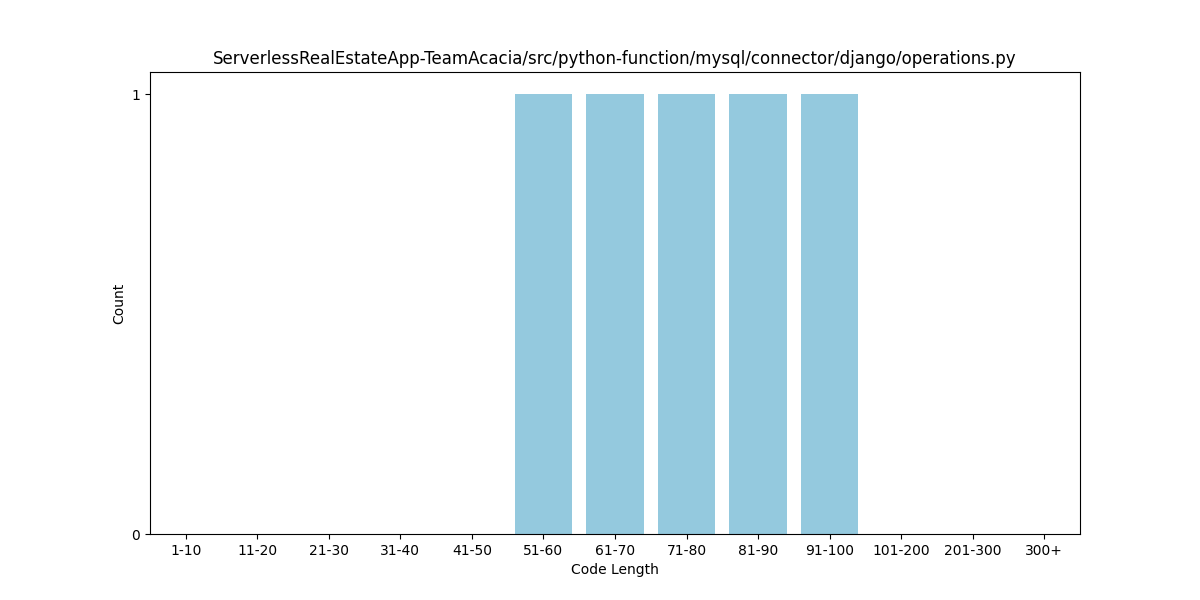 ServerlessRealEstateApp-TeamAcacia/src/python-function/mysql/connector/django/operations.py
1
Count
0
1-10 11-20 21-30 31-40 41-50 51-60 61-70 71-80 81-90 91-100 101-200 201-300 300+
Code Length